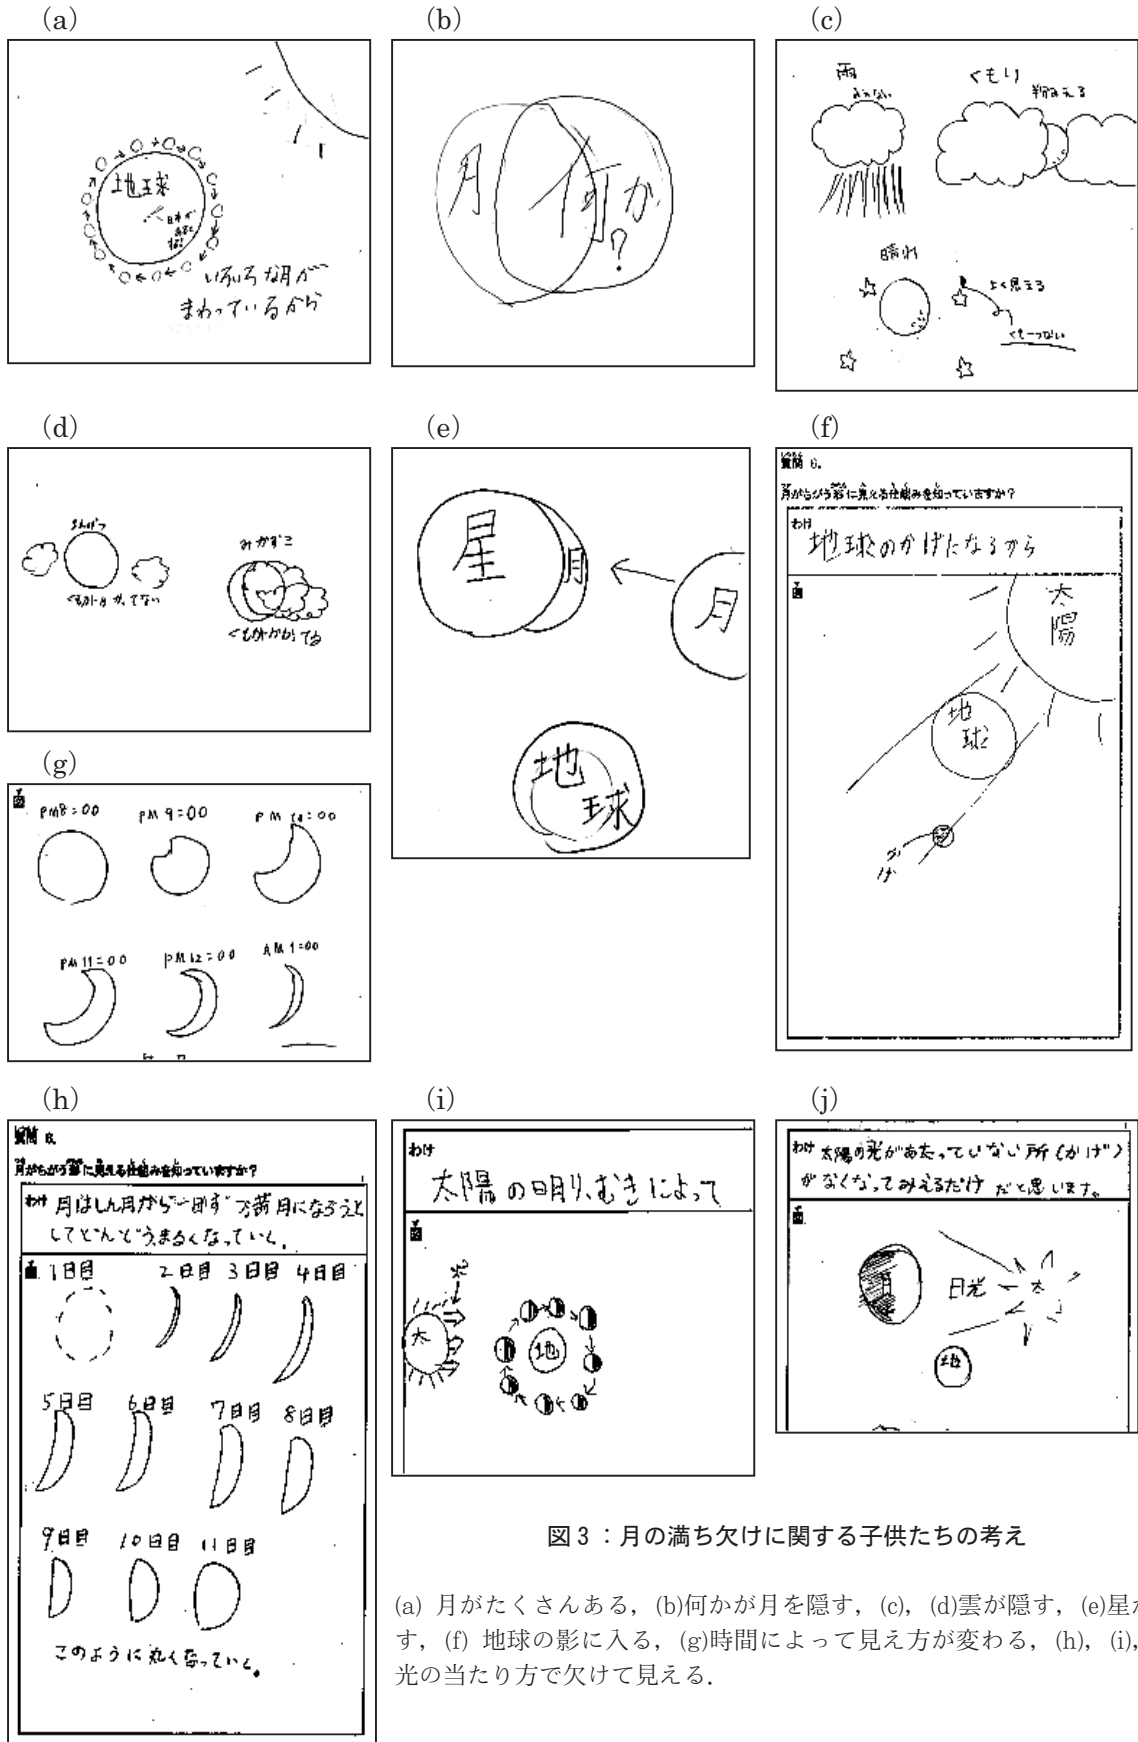 (a)
地球
日本が
いろいろな月が
まわっているから
(b)
月
何か
?
(c)
雨
みえない
くもり
半分みえる
晴れ
よく見える
くも一つない
(d)
まんげつ
くもがかかってない
みかずき
くもがかかってる
(e)
星
月
月
地球
(f)
質問 6.
月がちがう形に見える仕組みを知っていますか?
わけ
地球のかげになるから
図
太陽
地球
かげ
(g)
図
PM8=00
PM 9=00
PM 10=00
PM 11=00
PM 12=00
AM 1=00
(h)
質問 6.
月がちがう形に見える仕組みを知っていますか?
わけ 月はしん月から一日ずつ満月になろうと
してどんどうまるくなっていく。
図 1日目
2日目
3日目
4日目
5日目
6日目
7日目
8日目
9日目
10日目
11日目
このように丸くなっていく。
(i)
わけ
太陽の明り、むきによって
図
光
太
地
(j)
わけ 太陽の光があたっていない所(かげ)
がなくなってみえるだけ だと思います。
図
月
日光
太
地
図 3 :月の満ち欠けに関する子供たちの考え
(a) 月がたくさんある, (b)何かが月を隠す, (c), (d)雲が隠す, (e)星が
す, (f) 地球の影に入る, (g)時間によって見え方が変わる, (h), (i),
光の当たり方で欠けて見える.